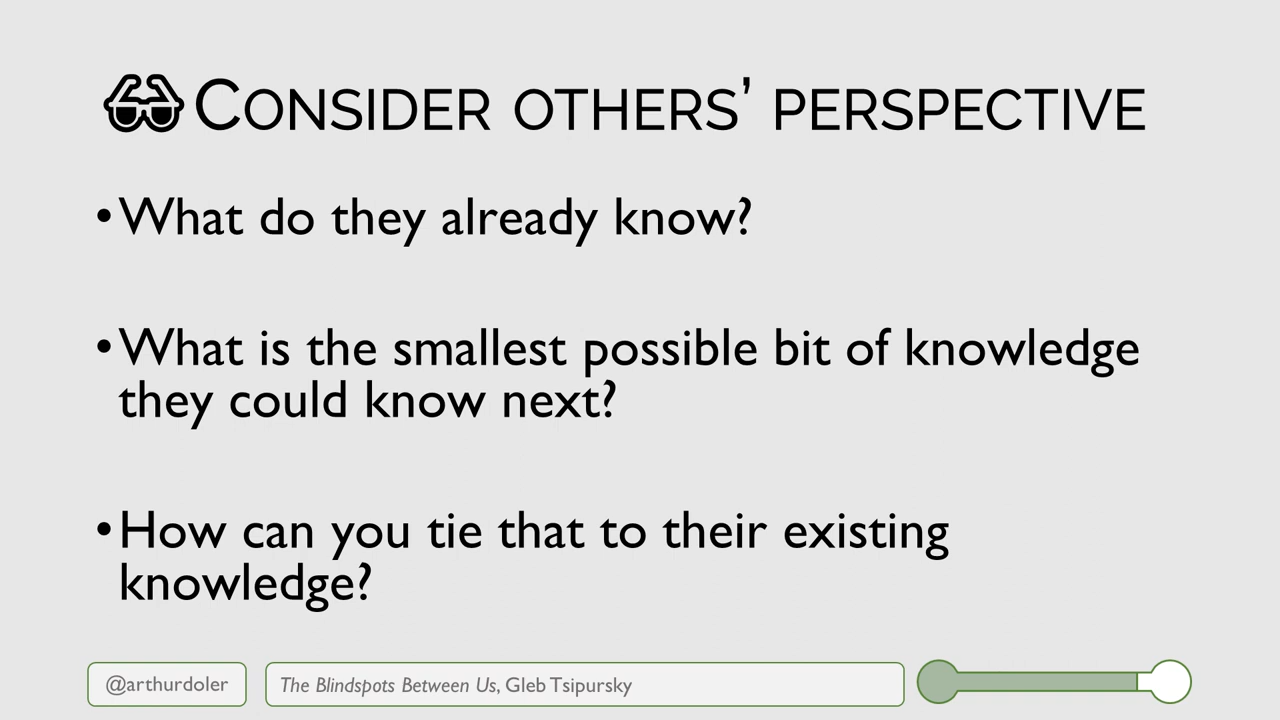 Consider others’ perspective
•What do they already know?
•What is the smallest possible bit of knowledge
they could know next?
•How can you tie that to their existing
knowledge?
@arthurdoler
The Blindspots Between Us, Gleb Tsipursky